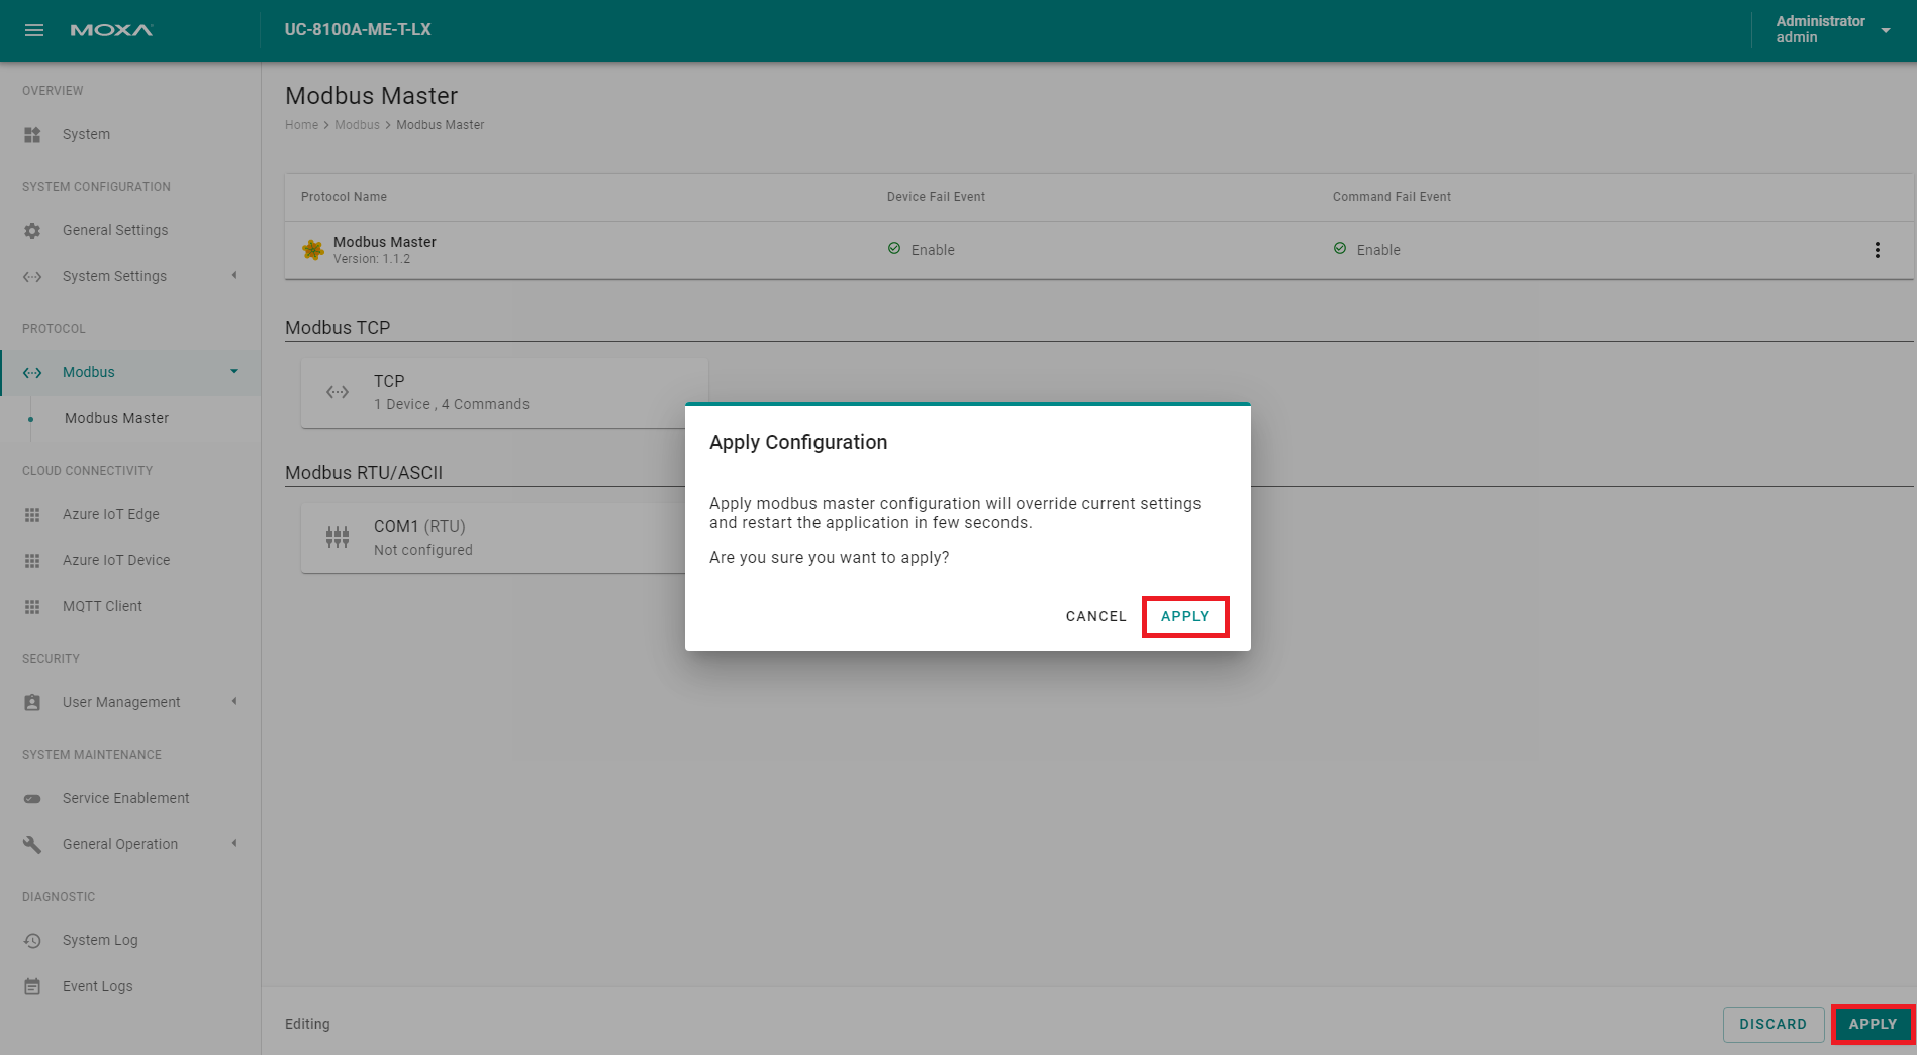 MOXA
UC-8100A-ME-T-LX
Administrator
admin
OVERVIEW
System
SYSTEM CONFIGURATION
General Settings
System Settings
PROTOCOL
Modbus
Modbus Master
CLOUD CONNECTIVITY
Azure IoT Edge
Azure IoT Device
MQTT Client
SECURITY
User Management
SYSTEM MAINTENANCE
Service Enablement
General Operation
DIAGNOSTIC
System Log
Event Logs
Modbus Master
Home > Modbus > Modbus Master
Protocol Name Device Fail Event Command Fail Event
Modbus Master
Version: 1.1.2
Enable Enable
Modbus TCP
TCP
1 Device , 4 Commands
Modbus RTU/ASCII
COM1 (RTU)
Not configured
Apply Configuration
Apply modbus master configuration will override current settings
and restart the application in few seconds.
Are you sure you want to apply?
CANCEL APPLY
Editing
DISCARD APPLY